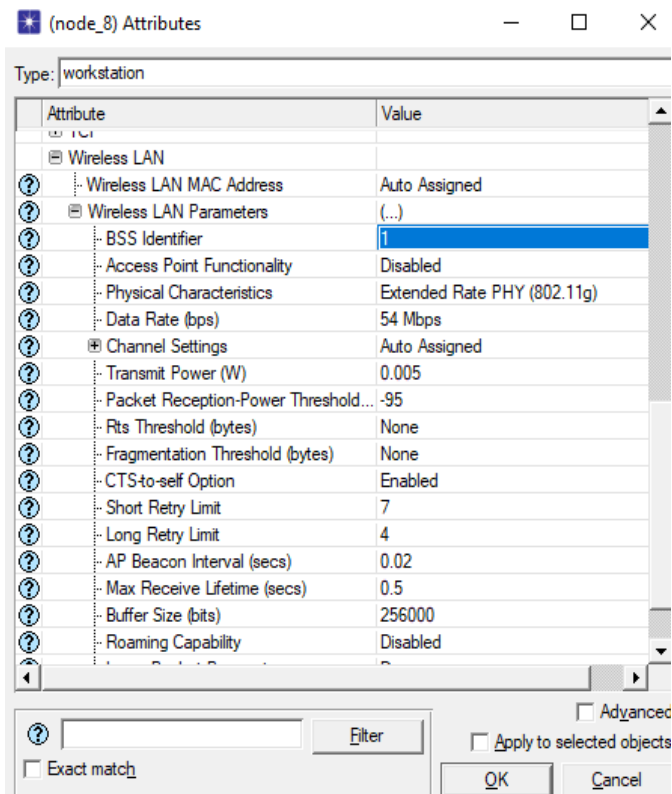 (node_8) Attributes
Type: workstation
Attribute Value
TCP
Wireless LAN
Wireless LAN MAC Address Auto Assigned
Wireless LAN Parameters (...)
BSS Identifier 1
Access Point Functionality Disabled
Physical Characteristics Extended Rate PHY (802.11g)
Data Rate (bps) 54 Mbps
Channel Settings Auto Assigned
Transmit Power (W) 0.005
Packet Reception-Power Threshold... -95
Rts Threshold (bytes) None
Fragmentation Threshold (bytes) None
CTS-to-self Option Enabled
Short Retry Limit 7
Long Retry Limit 4
AP Beacon Interval (secs) 0.02
Max Receive Lifetime (secs) 0.5
Buffer Size (bits) 256000
Roaming Capability Disabled
Advanced
Filter
Apply to selected objects
Exact match
OK Cancel